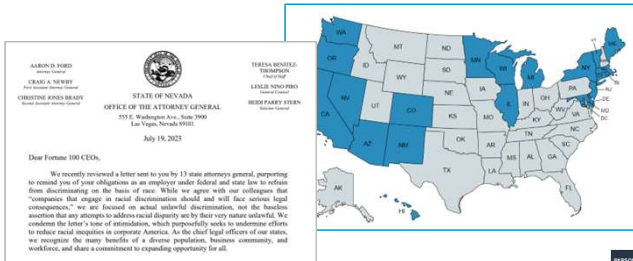 AARON D. FORD
Attorney General
CRAIG A. NEWBY
First Assistant Attorney General
CHRISTINE JONES BRADY
Second Assistant Attorney General
TERESA BENITEZ-
THOMPSON
Chief of Staff
LESLIE NINO PIRO
General Counsel
HEIDI PARRY STERN
Solicitor General
STATE OF NEVADA
OFFICE OF THE ATTORNEY GENERAL
555 E. Washington Ave., Suite 3900
Las Vegas, Nevada 89101
July 19, 2023
Dear Fortune 100 CEOs,
We recently reviewed a letter sent to you by 13 state attorneys general, purporting
to remind you of your obligations as an employer under federal and state law to refrain
from discriminating on the basis of race. While we agree with our colleagues that
“companies that engage in racial discrimination should and will face serious legal
consequences,” we are focused on actual unlawful discrimination, not the baseless
assertion that any attempts to address racial disparity are by their very nature unlawful. We
condemn the letter’s tone of intimidation, which purposefully seeks to undermine efforts
to reduce racial inequities in corporate America. As the chief legal officers of our states,
we recognize the many benefits of a diverse population, business community, and
workforce, and share a commitment to expanding opportunity for all.
WA
OR
CA
NV
ID
MT
WY
UT
AZ
CO
NM
ND
SD
NE
KS
OK
TX
MN
IA
MO
AR
LA
WI
IL
MI
IN
OH
KY
TN
MS
AL
GA
FL
SC
NC
VA
WV
PA
NY
ME
NJ
DE
MD
DC
AK
HI